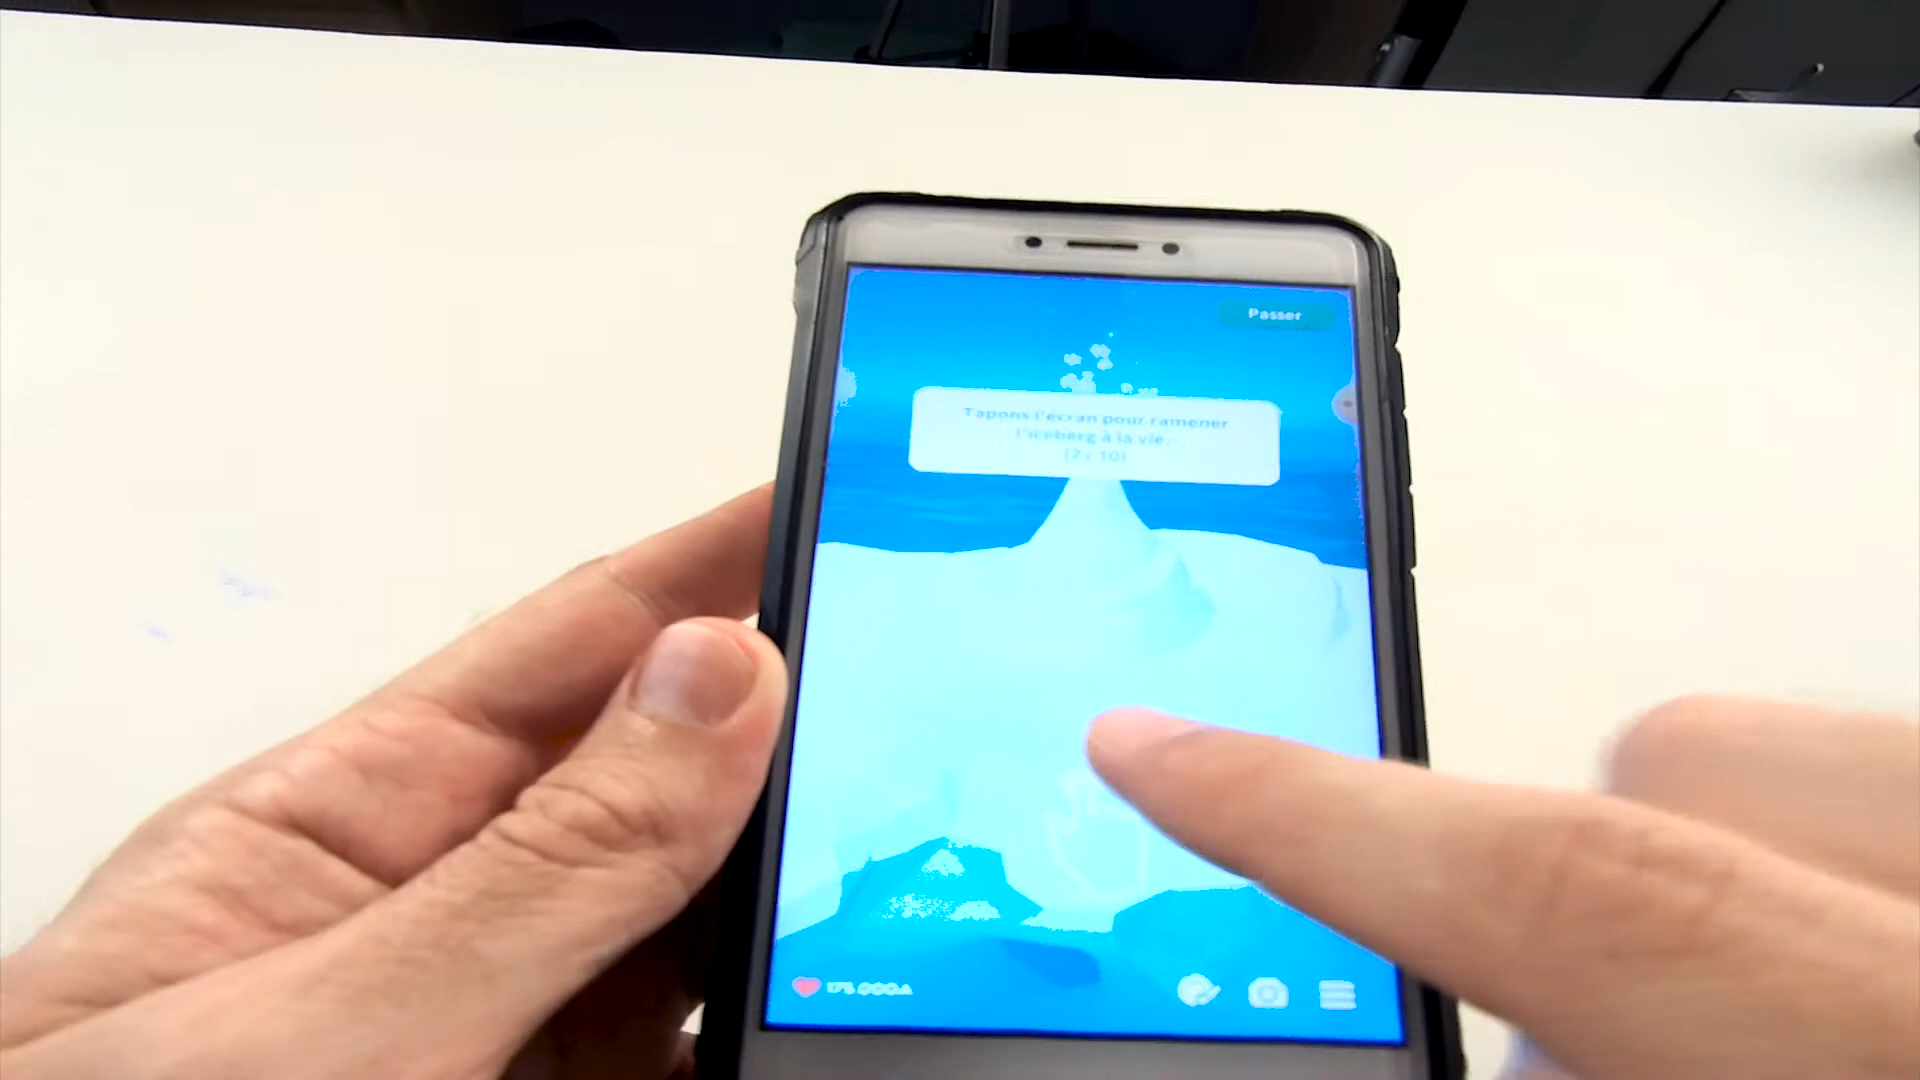 Passer
Tapons l'écran pour ramener
l'iceberg à la vie.